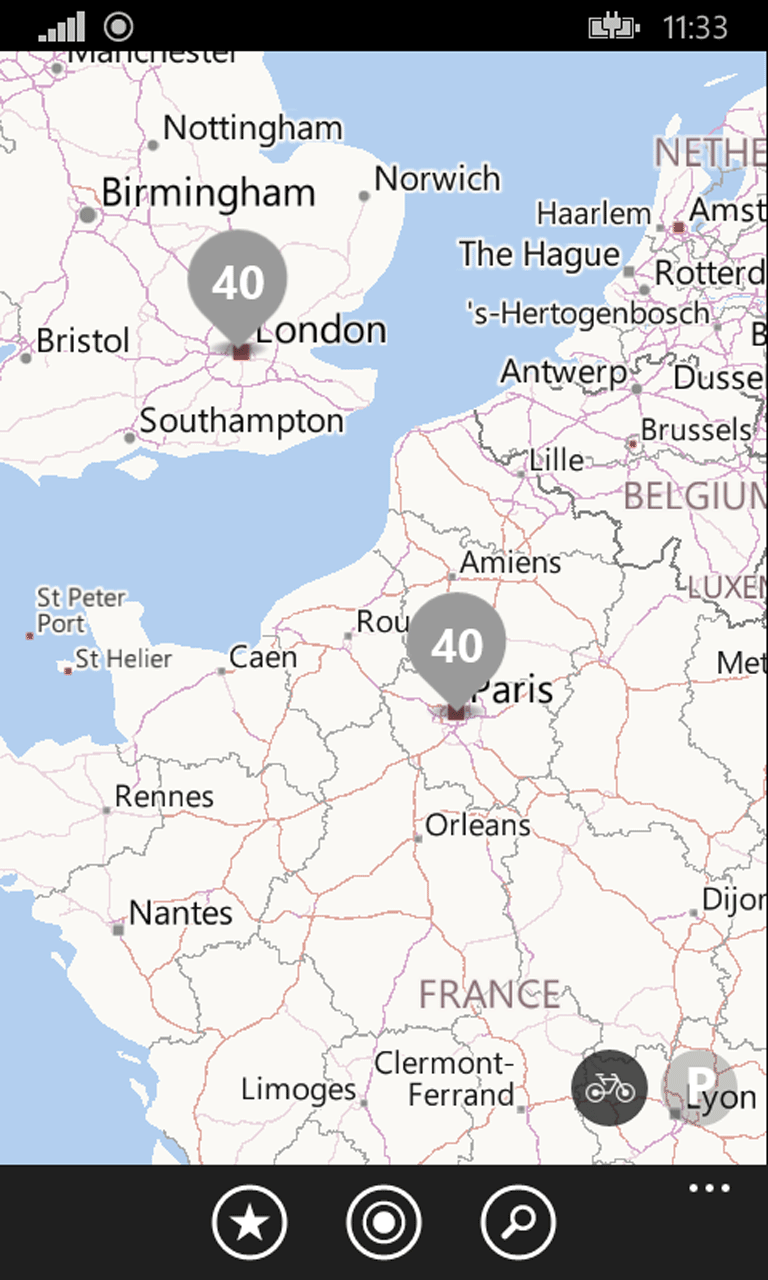 11:33
Manchester
Nottingham
Norwich
Birmingham
NETHE
Haarlem
Amst
40
The Hague
Rotterd
's-Hertogenbosch
London
B
Bristol
Antwerp
Dusse
Southampton
Brussels
Lille
BELGIUM
Amiens
LUXEN
St Peter
Port
Rou
40
St Helier
Caen
Met
Paris
Rennes
Orleans
Dijon
Nantes
FRANCE
Clermont-
Ferrand
Limoges
P
Lyon